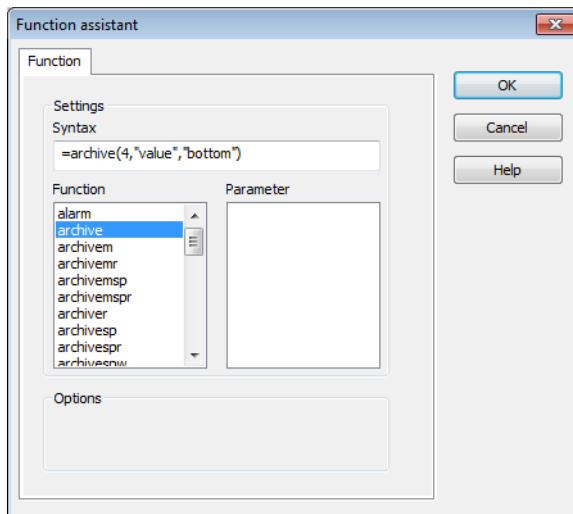 Function assistant
Function
OK
Cancel
Help
Settings
Syntax
=archive(4,"value","bottom")
Function
Parameter
alarm
archive
archivem
archivemr
archivemsp
archivemspr
archiver
archivesp
archivespr
archivespw
Options